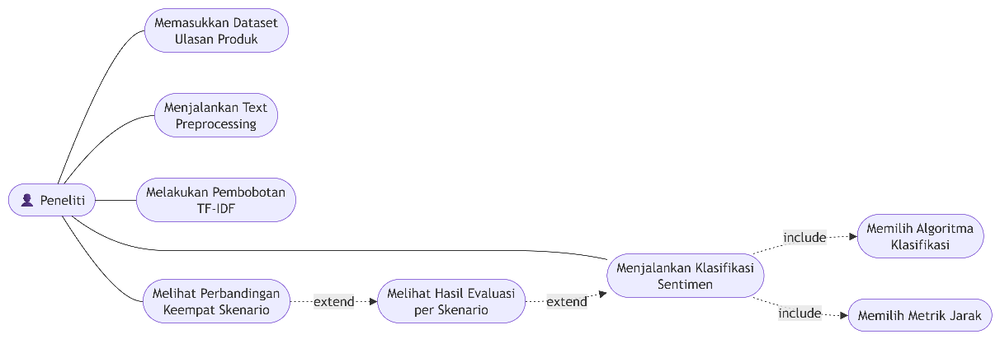 Memasukkan Dataset
Ulasan Produk
Menjalankan Text
Preprocessing
Peneliti
Melakukan Pembobotan
TF-IDF
Memilih Algoritma
Klasifikasi
include
Menjalankan Klasifikasi
Sentimen
Melihat Perbandingan
Keempat Skenario
extend
Melihat Hasil Evaluasi
per Skenario
extend
include
Memilih Metrik Jarak